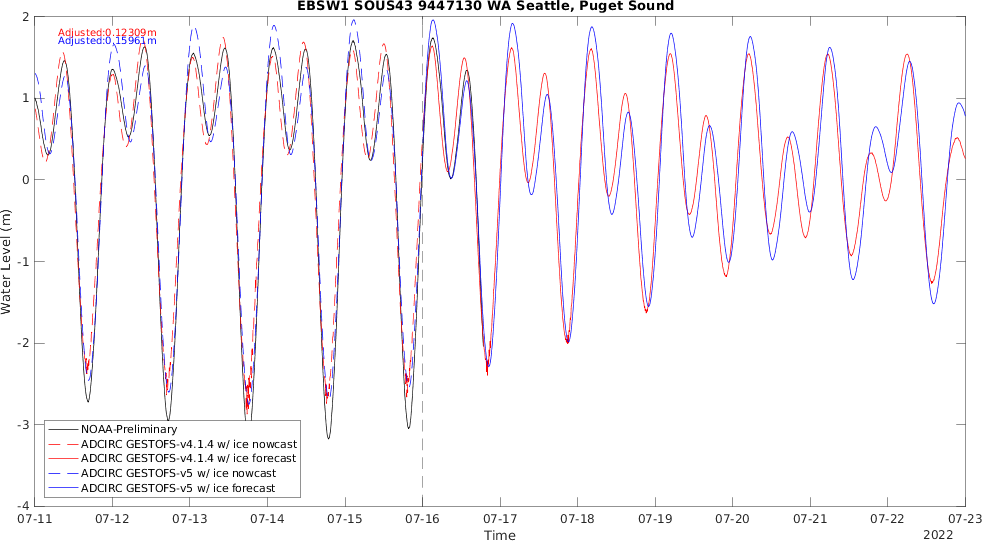 EBSW1 SOUS43 9447130 WA Seattle, Puget Sound
Adjusted:0.12309m
Adjusted:0.15961m
2
1
0
-1
-2
-3
-4
Water Level (m)
NOAA-Preliminary
ADCIRC GESTOFS-v4.1.4 w/ ice nowcast
ADCIRC GESTOFS-v4.1.4 w/ ice forecast
ADCIRC GESTOFS-v5 w/ ice nowcast
ADCIRC GESTOFS-v5 w/ ice forecast
07-11 07-12 07-13 07-14 07-15 07-16 07-17 07-18 07-19 07-20 07-21 07-22 07-23
Time
2022